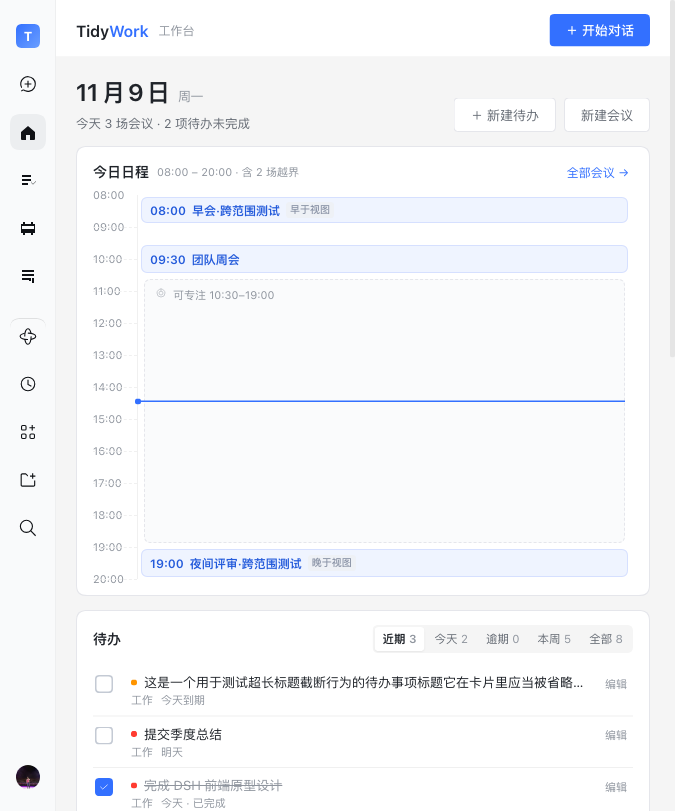 T
TidyWork 工作台
+ 开始对话
11月9日 周一
今天 3 场会议 · 2 项待办未完成
+ 新建待办
新建会议
今日日程 08:00 – 20:00 · 含 2 场越界
全部会议 →
08:00
08:00 早会·跨范围测试 早于视图
09:00
09:30 团队周会
10:00
11:00
可专注 10:30–19:00
12:00
13:00
14:00
15:00
16:00
17:00
18:00
19:00
19:00 夜间评审·跨范围测试 晚于视图
20:00
待办
近期 3 今天 2 逾期 0 本周 5 全部 8
这是一个用于测试超长标题截断行为的待办事项标题它在卡片里应当被省略... 编辑
工作 今天到期
提交季度总结 编辑
工作 明天
完成 DSH 前端原型设计 编辑
工作 今天 · 已完成